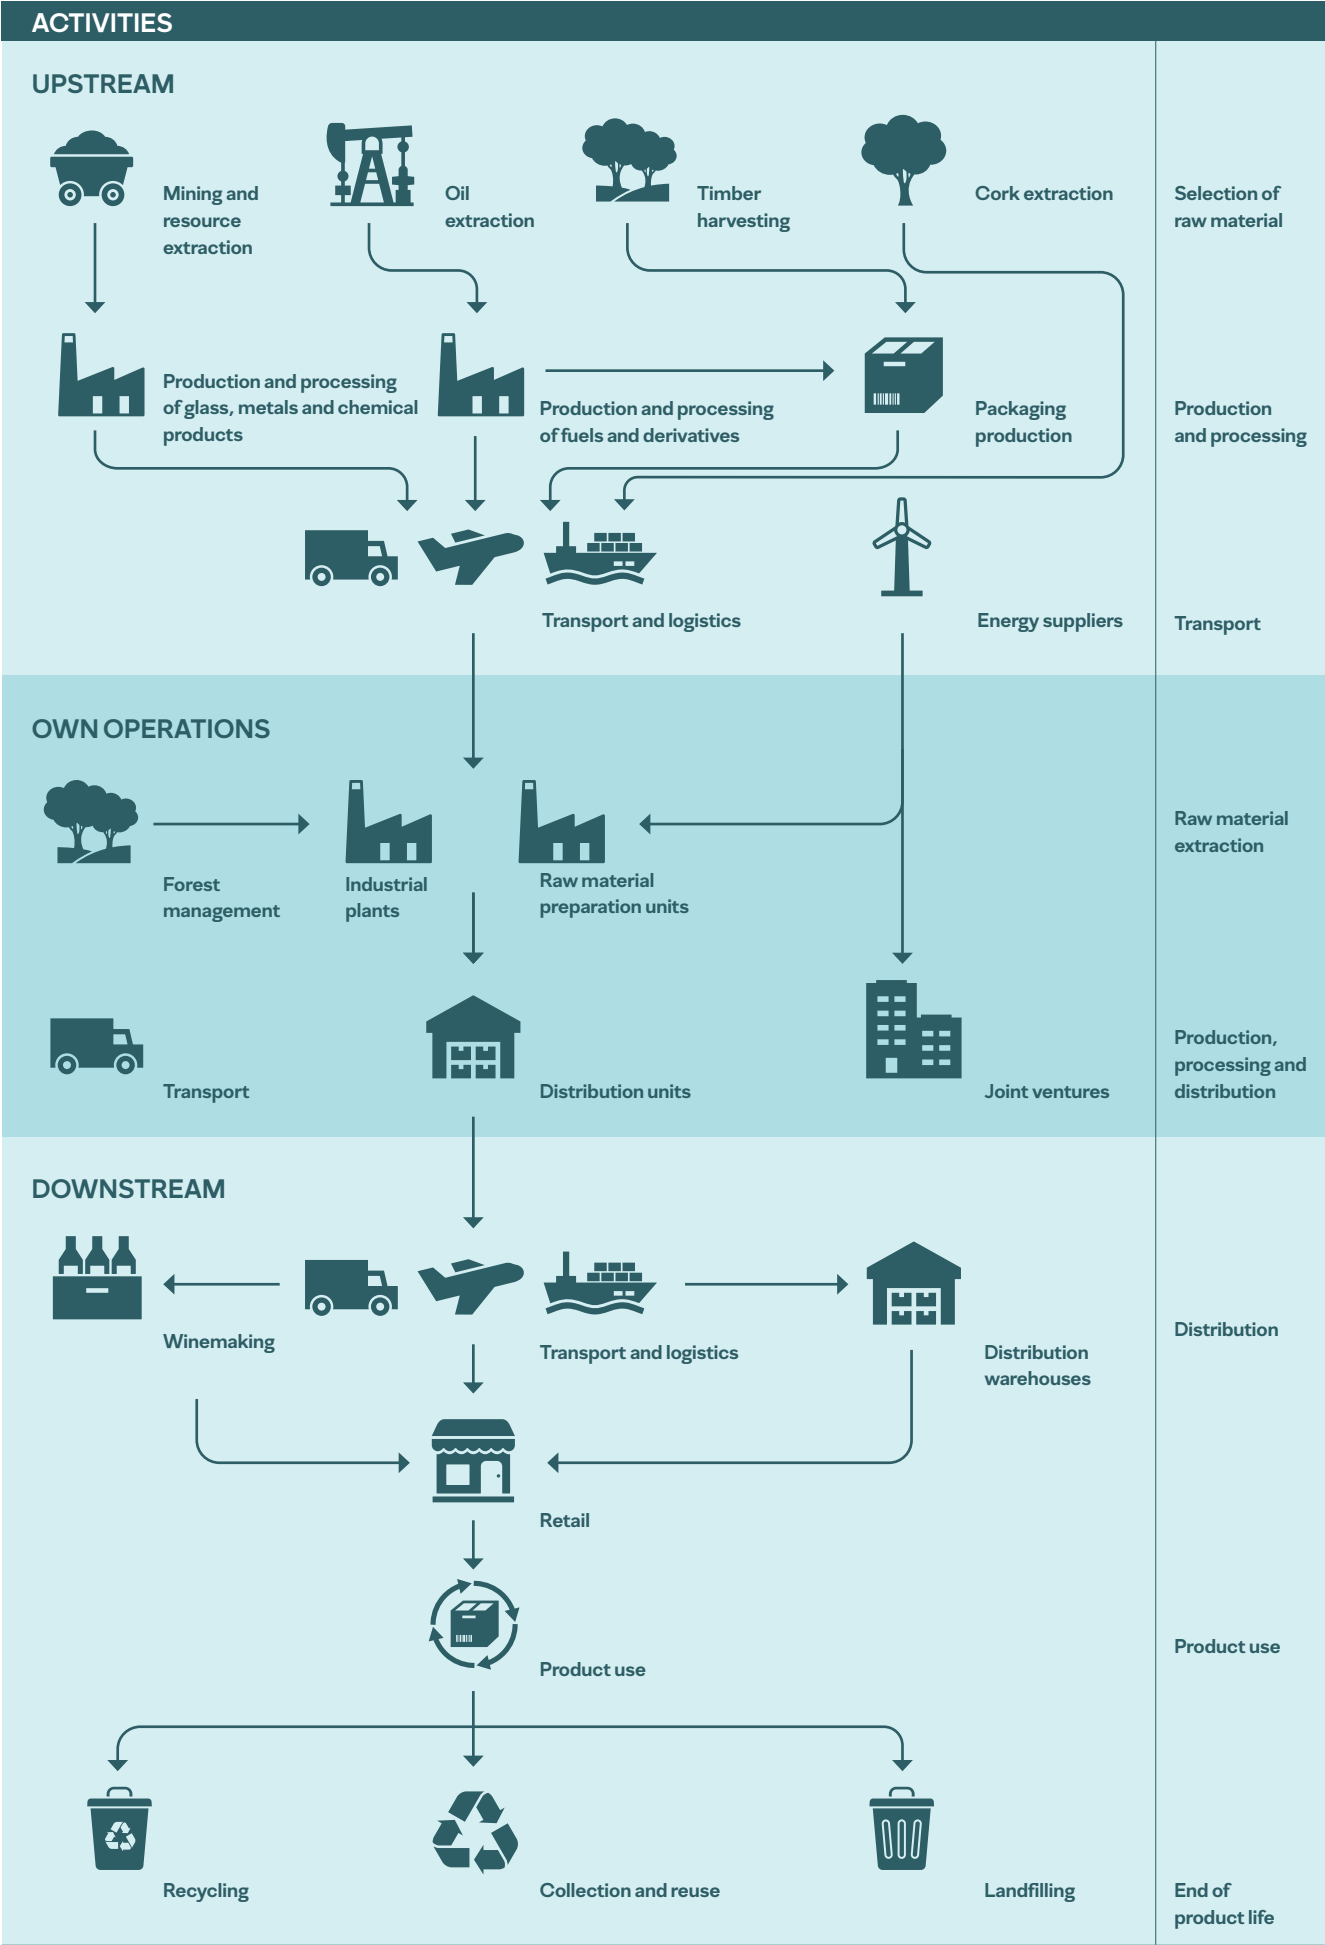 ACTIVITIES
UPSTREAM
Mining and
resource
extraction
Oil
extraction
Timber
harvesting
Cork extraction
Selection of
raw material
Production and processing
of glass, metals and chemical
products
Production and processing
of fuels and derivatives
Packaging
production
Production
and processing
Transport and logistics
Energy suppliers
Transport
OWN OPERATIONS
Forest
management
Industrial
plants
Raw material
preparation units
Raw material
extraction
Transport
Distribution units
Joint ventures
Production,
processing and
distribution
DOWNSTREAM
Winemaking
Transport and logistics
Distribution
warehouses
Distribution
Retail
Product use
Product use
Recycling
Collection and reuse
Landfilling
End of
product life